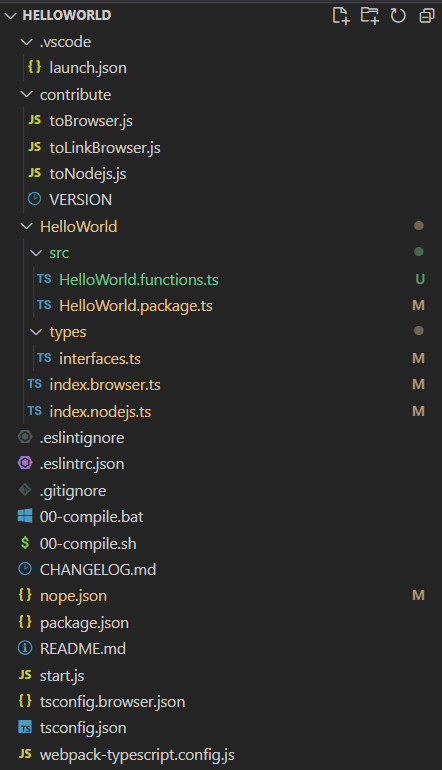 HELLOWORLD
.vscode
{ } launch.json
contribute
JS toBrowser.js
JS toLinkBrowser.js
JS toNodejs.js
VERSION
HelloWorld
src
TS HelloWorld.functions.ts U
TS HelloWorld.package.ts M
types
TS interfaces.ts M
TS index.browser.ts M
TS index.nodejs.ts M
.eslintignore
.eslintrc.json
.gitignore
00-compile.bat
$ 00-compile.sh
CHANGELOG.md
{ } nope.json M
{ } package.json
README.md
JS start.js
{ } tsconfig.browser.json
TS tsconfig.json
JS webpack-typescript.config.js